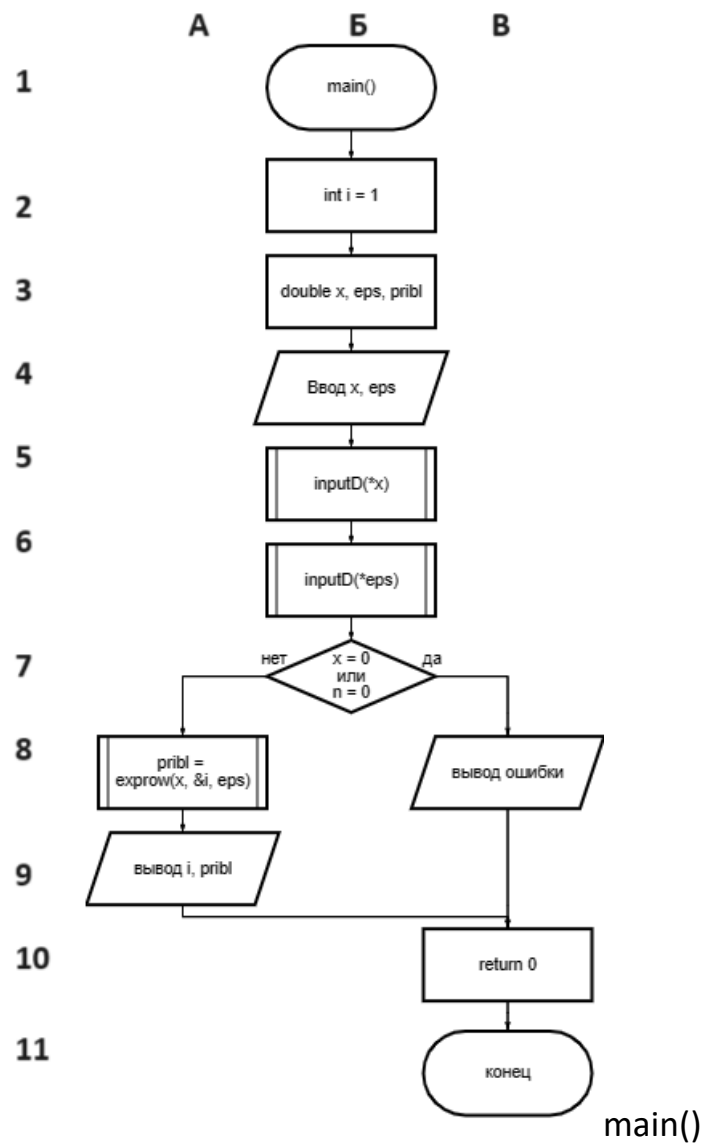 А Б В
1
main()
2
int i = 1
3
double x, eps, pribl
4
Ввод x, eps
5
inputD(*x)
6
inputD(*eps)
7
нет
x = 0
или
n = 0
да
8
pribl =
exprow(x, &i, eps)
вывод ошибки
9
вывод i, pribl
10
return 0
11
конец
main()